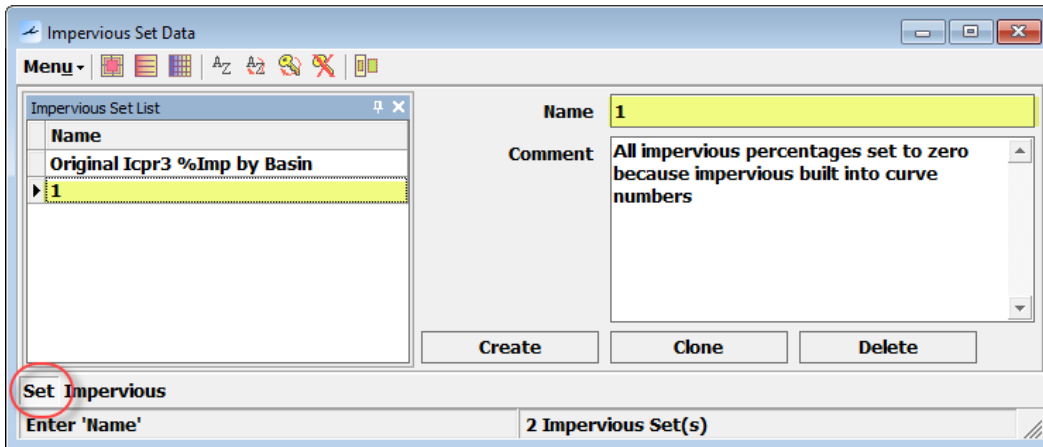 Impervious Set Data
Menu
Impervious Set List
Name
Original Icpr3 %Imp by Basin
1
Name 1
Comment All impervious percentages set to zero
because impervious built into curve
numbers
Create Clone Delete
Set Impervious
Enter 'Name' 2 Impervious Set(s)